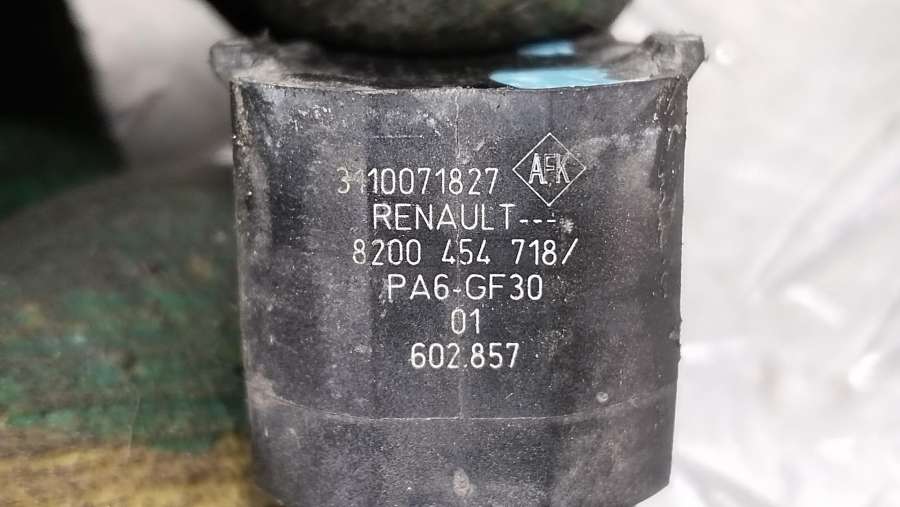 3110071827 AFK
RENAULT---
8200 454 718/
PA6-GF30
01
602.857